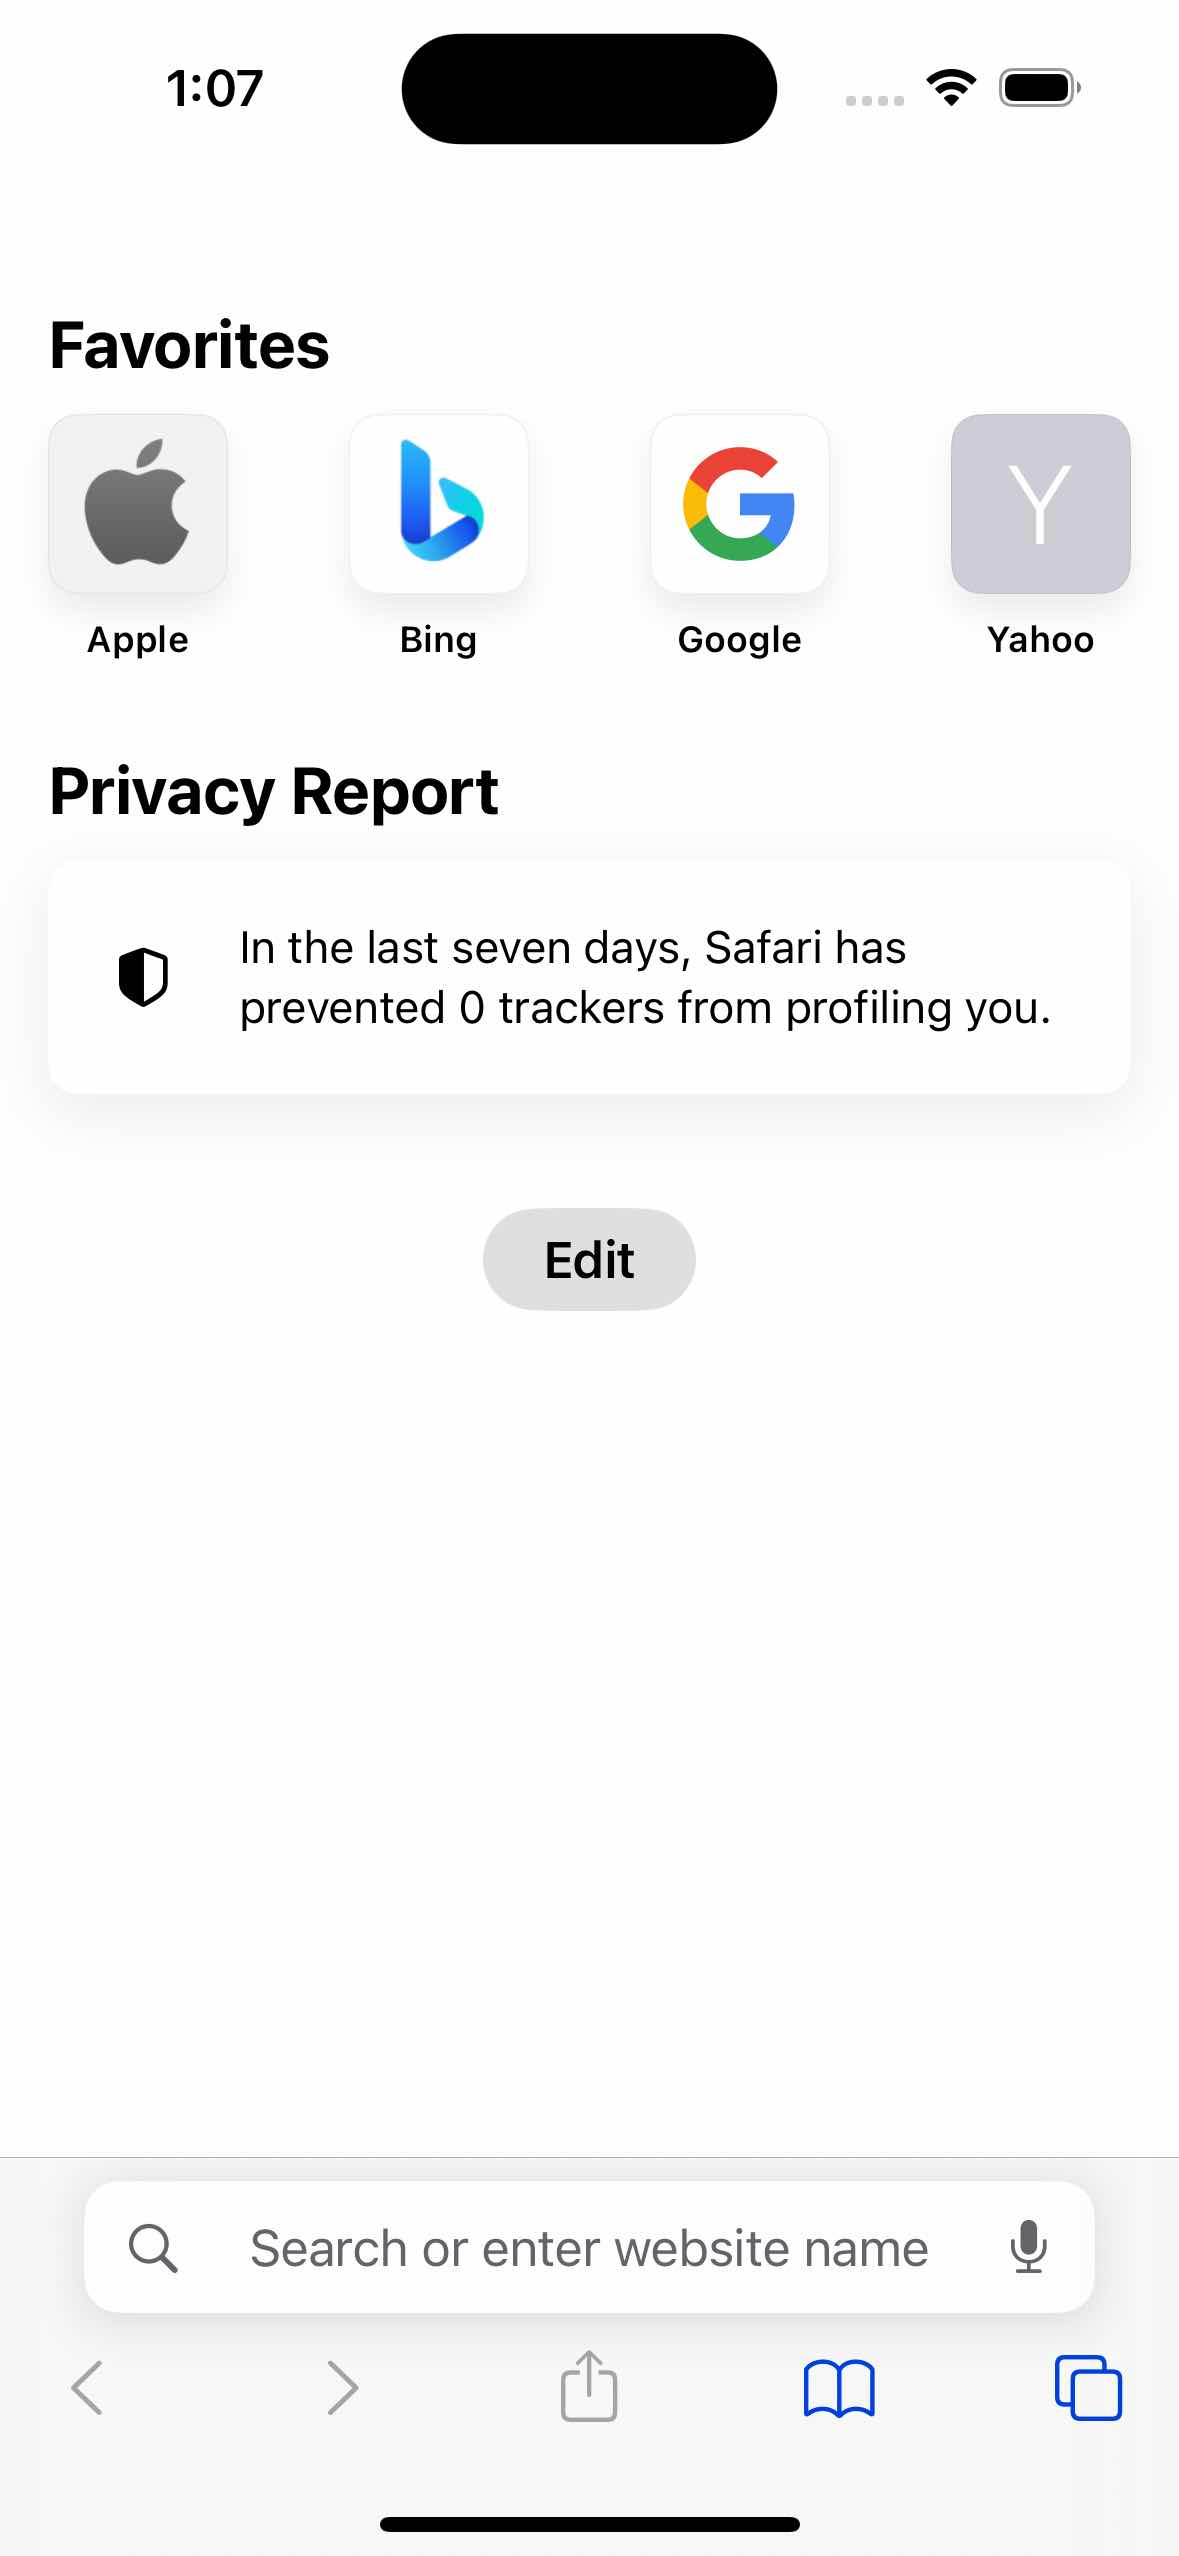 1:07
Favorites
Y
Apple
Bing
Google
Yahoo
Privacy Report
In the last seven days, Safari has
prevented 0 trackers from profiling you.
Edit
Search or enter website name